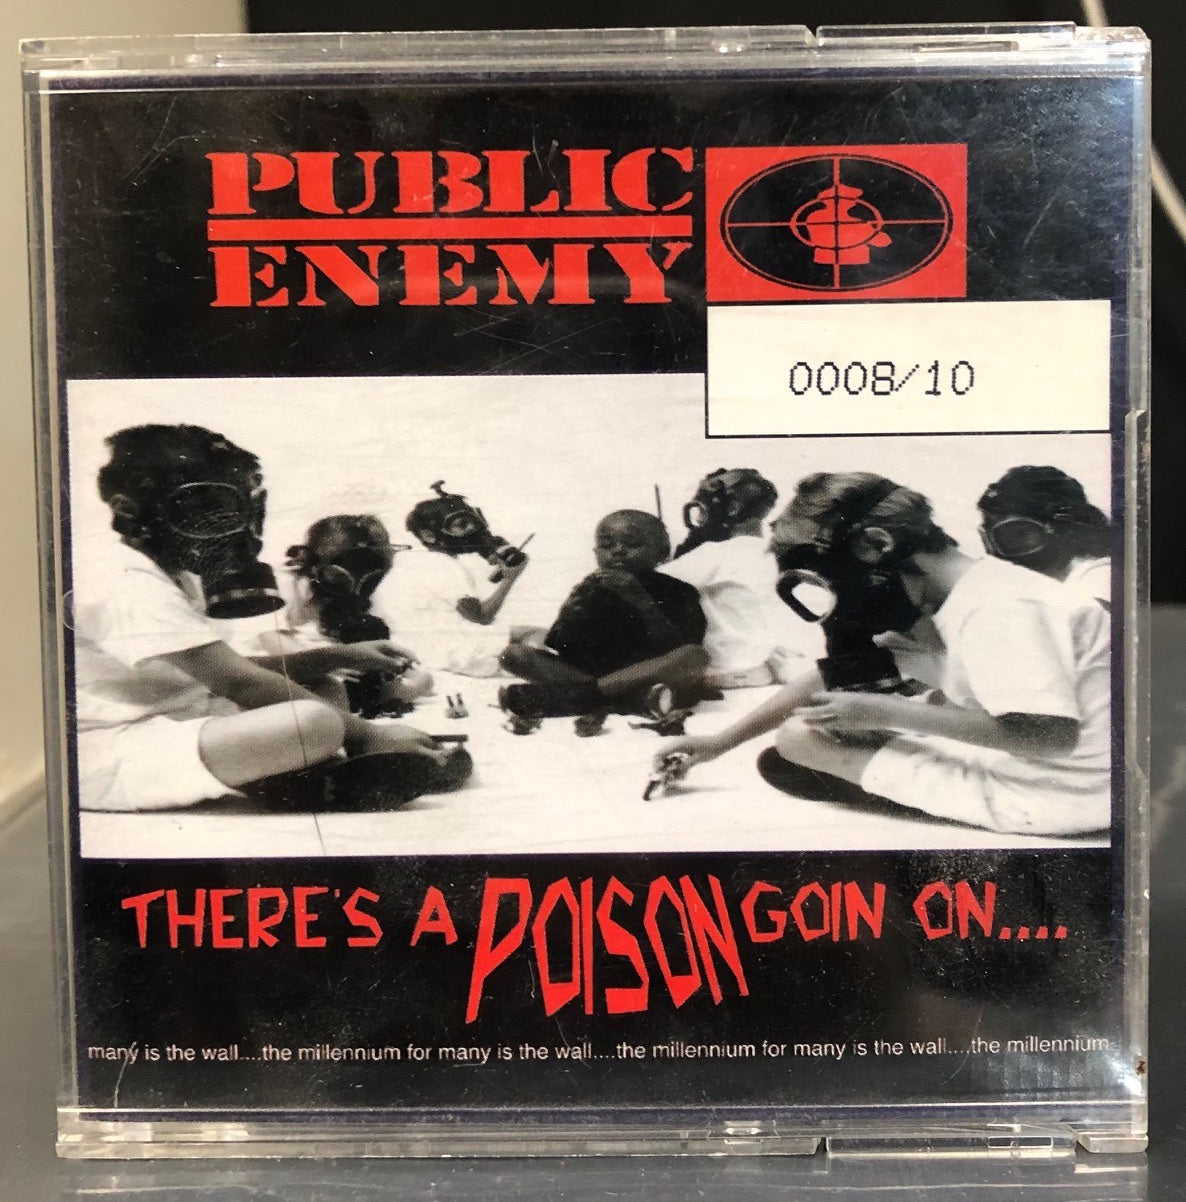 PUBLIC
ENEMY
0008/10
THERE'S A POISON GOIN ON....
many is the wall....the millennium for many is the wall....the millennium for many is the wall....the millennium